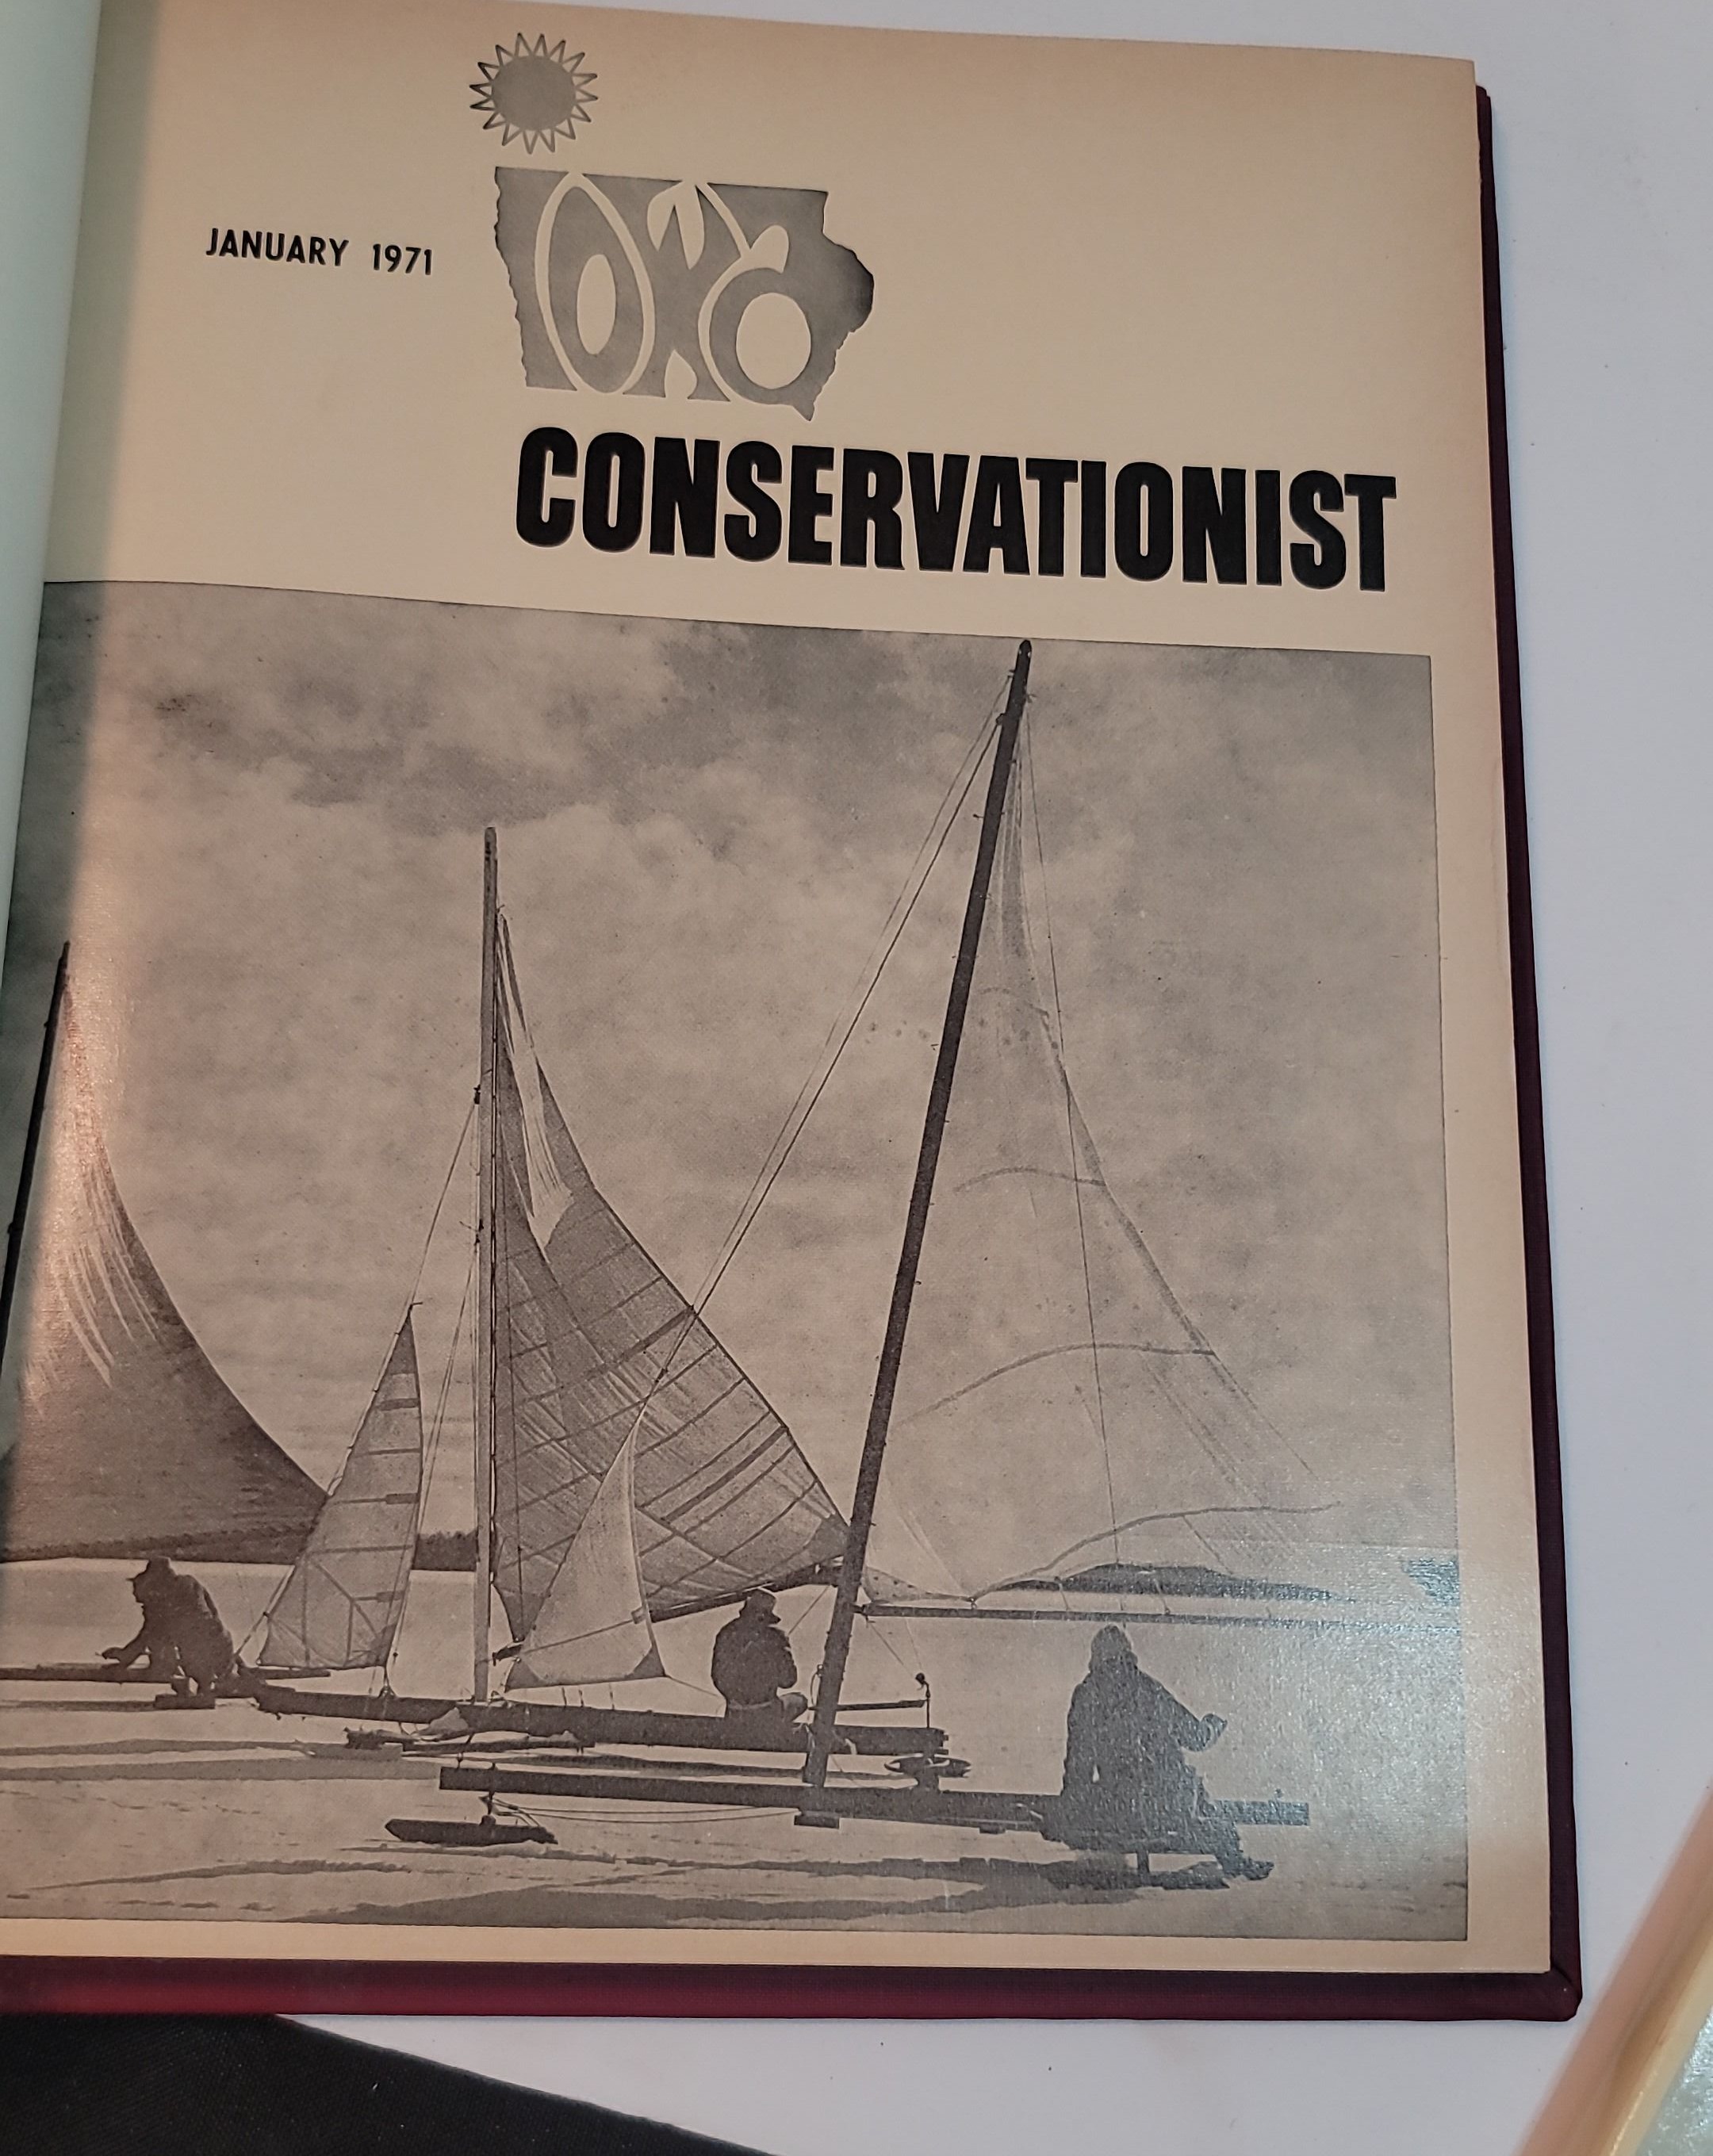 JANUARY 1971
IOWA
CONSERVATIONIST